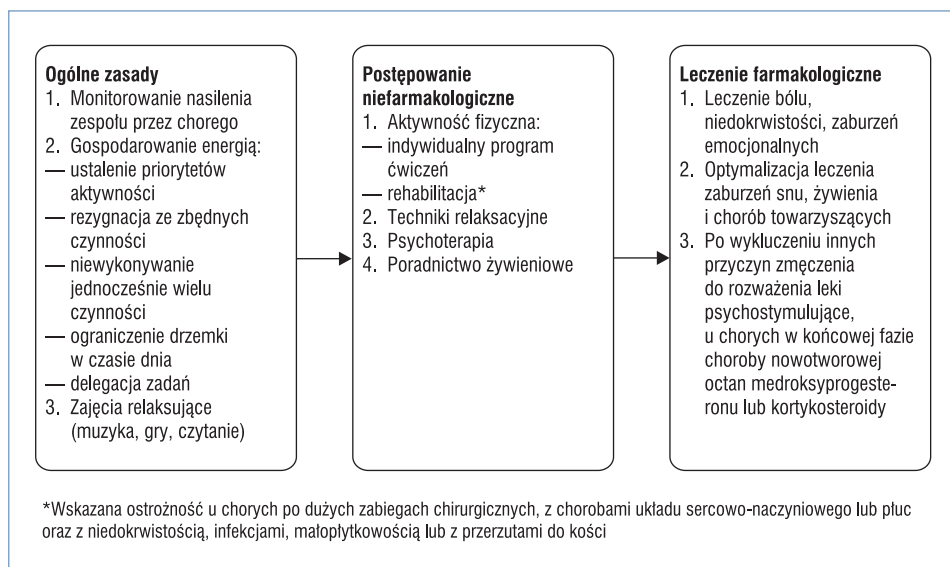 Ogólne zasady
1. Monitorowanie nasilenia
zespołu przez chorego
2. Gospodarowanie energią:
— ustalenie priorytetów
aktywności
— rezygnacja ze zbędnych
czynności
— niewykonywanie
jednocześnie wielu
czynności
— ograniczenie drzemki
w czasie dnia
— delegacja zadań
3. Zajęcia relaksujące
(muzyka, gry, czytanie)
Postępowanie
niefarmakologiczne
1. Aktywność fizyczna:
— indywidualny program
ćwiczeń
— rehabilitacja*
2. Techniki relaksacyjne
3. Psychoterapia
4. Poradnictwo żywieniowe
Leczenie farmakologiczne
1. Leczenie bólu,
niedokrwistości, zaburzeń
emocjonalnych
2. Optymalizacja leczenia
zaburzeń snu, żywienia
i chorób towarzyszących
3. Po wykluczeniu innych
przyczyn zmęczenia
do rozważenia leki
psychostymulujące,
u chorych w końcowej fazie
choroby nowotworowej
octan medroksyprogeste-
ronu lub kortykosteroidy
*Wskazana ostrożność u chorych po dużych zabiegach chirurgicznych, z chorobami układu sercowo-naczyniowego lub płuc
oraz z niedokrwistością, infekcjami, małopłytkowością lub z przerzutami do kości